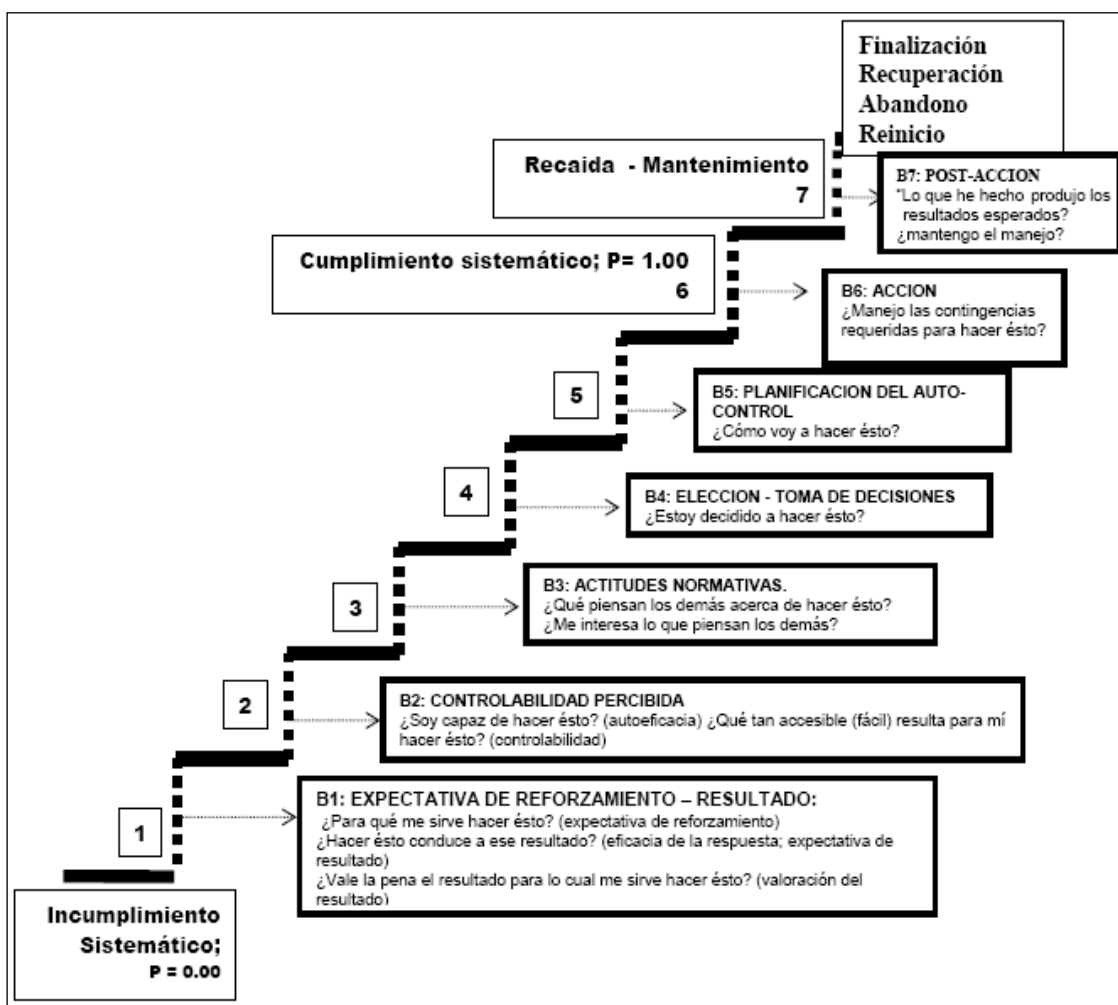 Finalización
Recuperación
Abandono
Reinicio
Recaida - Mantenimiento
7
B7: POST-ACCION
"Lo que he hecho produjo los
resultados esperados?
¿mantengo el manejo?
Cumplimiento sistemático; P= 1.00
6
B6: ACCION
¿Manejo las contingencias
requeridas para hacer ésto?
5
B5: PLANIFICACION DEL AUTO-
CONTROL
¿Cómo voy a hacer ésto?
4
B4: ELECCION - TOMA DE DECISIONES
¿Estoy decidido a hacer ésto?
3
B3: ACTITUDES NORMATIVAS.
¿Qué piensan los demás acerca de hacer ésto?
¿Me interesa lo que piensan los demás?
2
B2: CONTROLABILIDAD PERCIBIDA
¿Soy capaz de hacer ésto? (autoeficacia) ¿Qué tan accesible (fácil) resulta para mí
hacer ésto? (controlabilidad)
1
B1: EXPECTATIVA DE REFORZAMIENTO – RESULTADO:
¿Para qué me sirve hacer ésto? (expectativa de reforzamiento)
¿Hacer ésto conduce a ese resultado? (eficacia de la respuesta; expectativa de
resultado)
¿Vale la pena el resultado para lo cual me sirve hacer ésto? (valoración del
resultado)
Incumplimiento
Sistemático;
P = 0.00